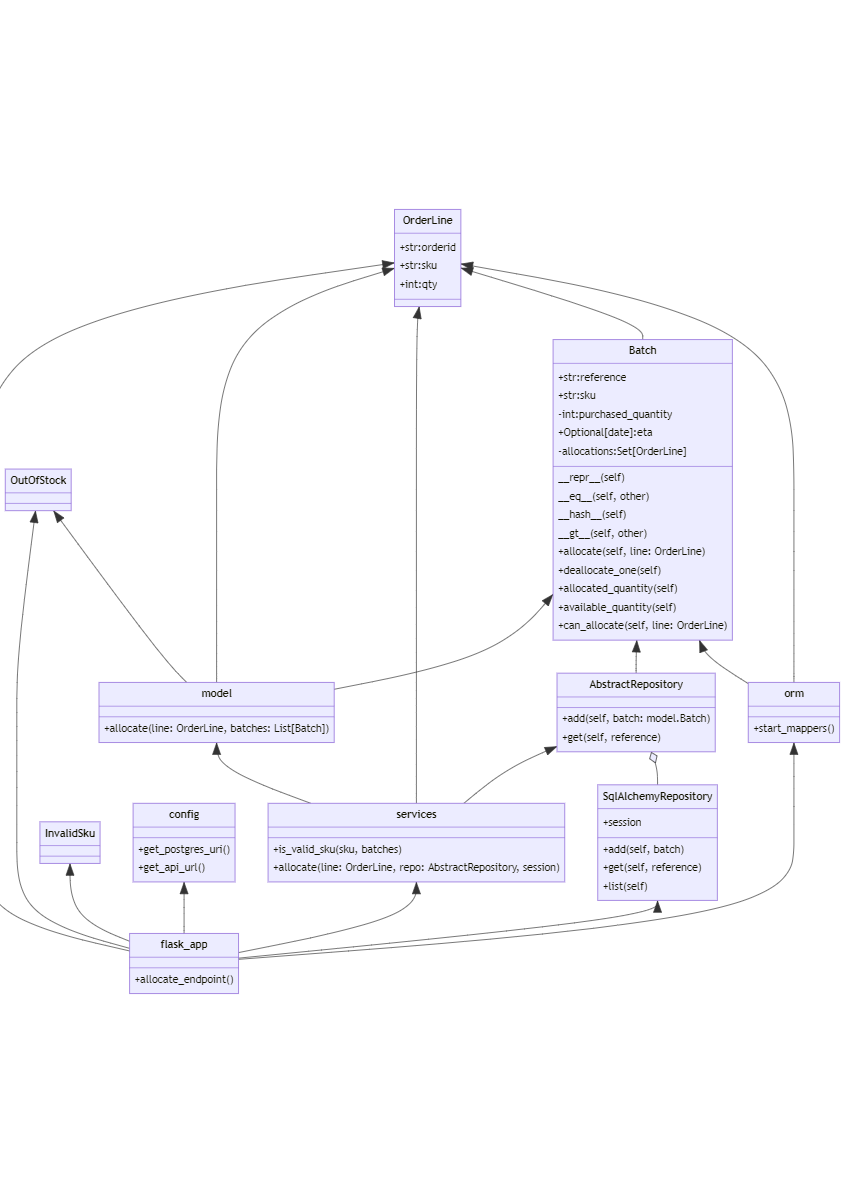 OrderLine
+str:orderid
+str:sku
+int:qty
Batch
+str:reference
+str:sku
-int:purchased_quantity
+Optional[date]:eta
-allocations:Set[OrderLine]
__repr__(self)
__eq__(self, other)
__hash__(self)
__gt__(self, other)
+allocate(self, line: OrderLine)
+deallocate_one(self)
+allocated_quantity(self)
+available_quantity(self)
+can_allocate(self, line: OrderLine)
OutOfStock
model
+allocate(line: OrderLine, batches: List[Batch])
AbstractRepository
+add(self, batch: model.Batch)
+get(self, reference)
orm
+start_mappers()
InvalidSku
config
+get_postgres_uri()
+get_api_url()
services
+is_valid_sku(sku, batches)
+allocate(line: OrderLine, repo: AbstractRepository, session)
SqlAlchemyRepository
+session
+add(self, batch)
+get(self, reference)
+list(self)
flask_app
+allocate_endpoint()